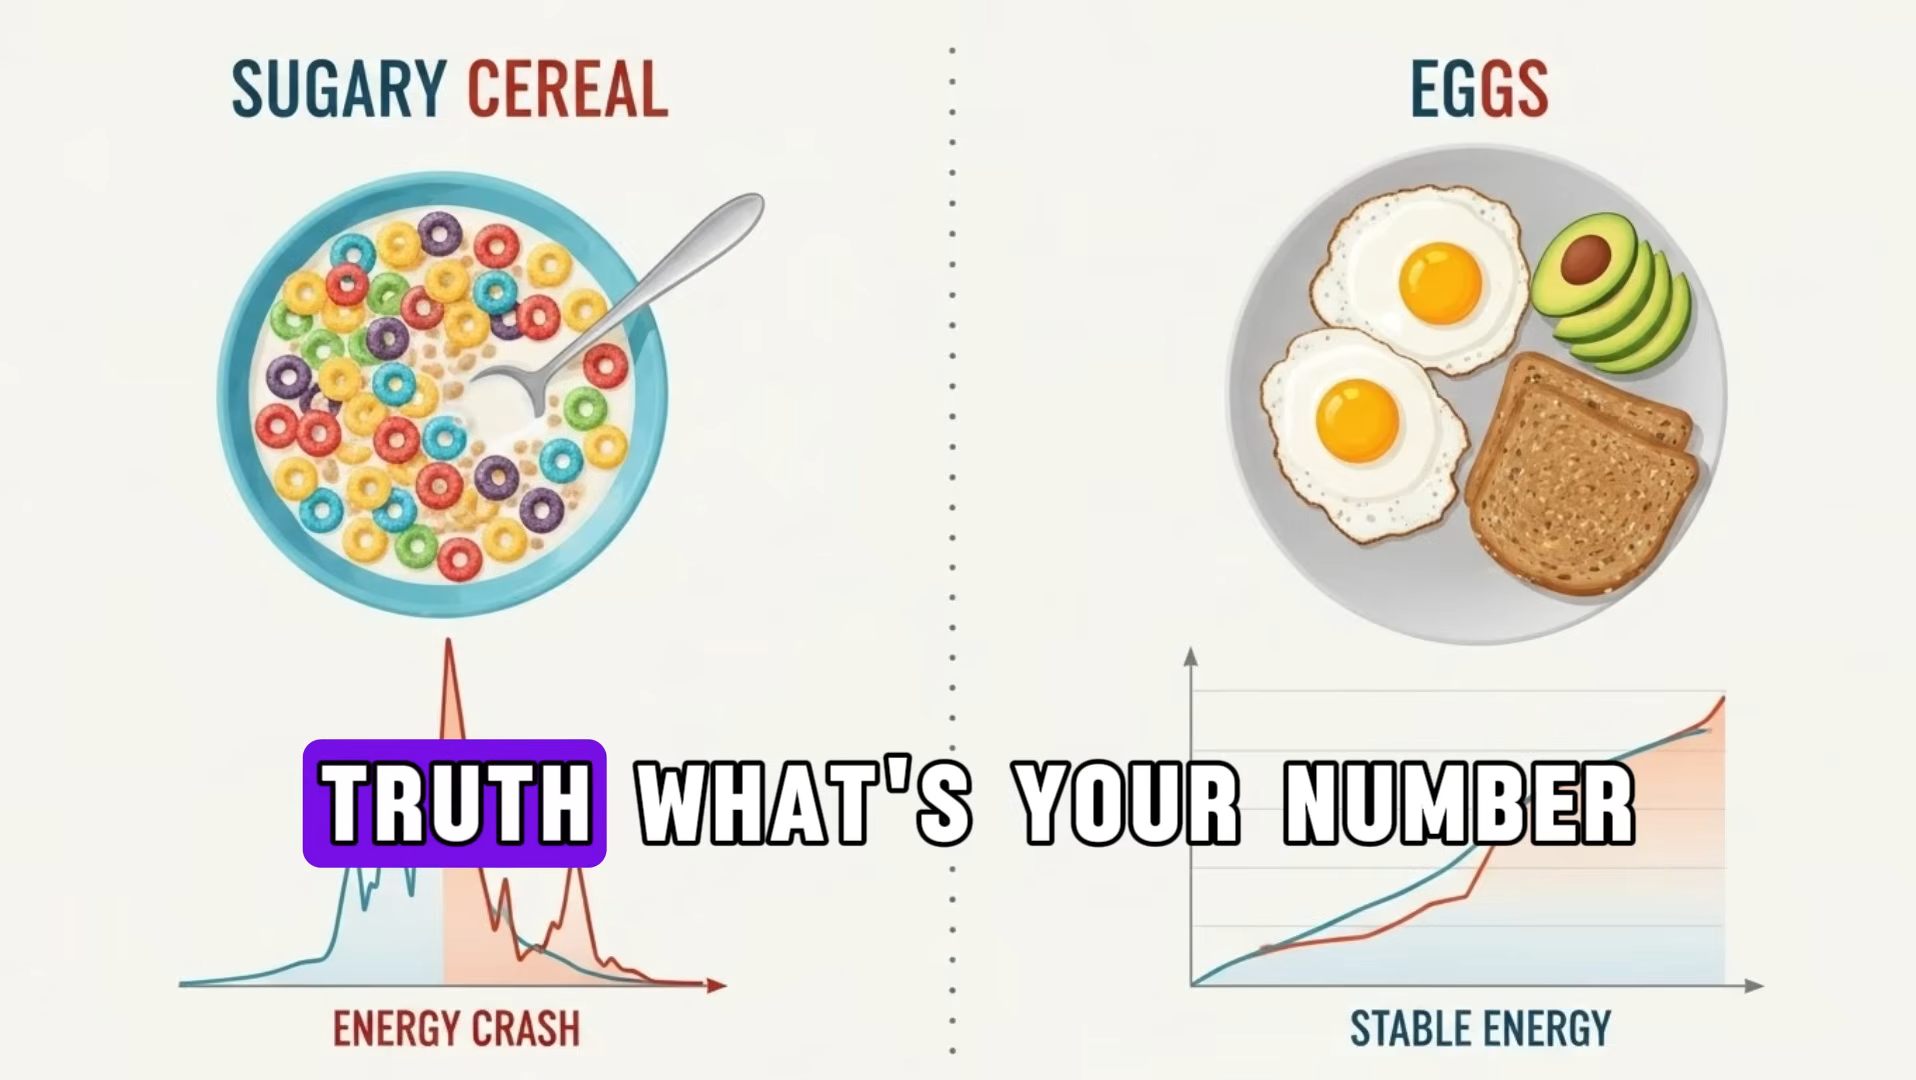 SUGARY CEREAL
EGGS
TRUTH WHAT'S YOUR NUMBER
ENERGY CRASH
STABLE ENERGY